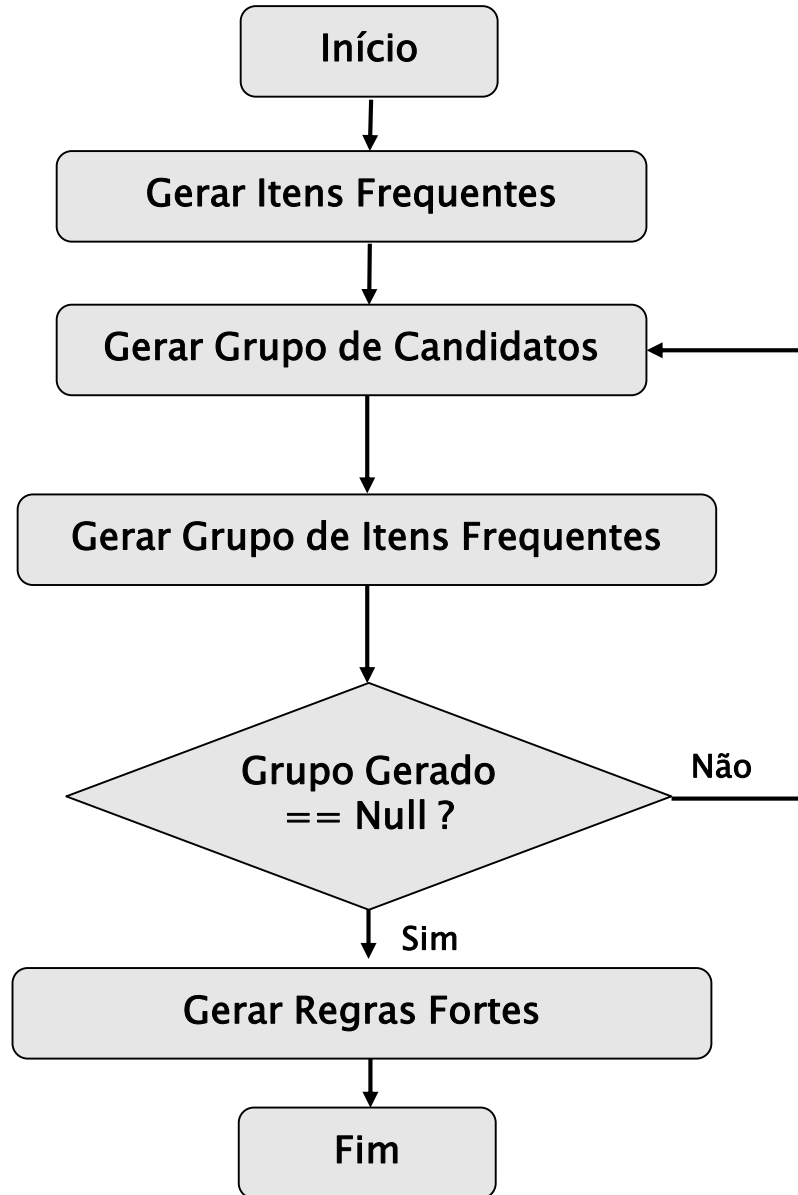 Início
Gerar Itens Frequentes
Gerar Grupo de Candidatos
Gerar Grupo de Itens Frequentes
Grupo Gerado
== Null ?
Não
Sim
Gerar Regras Fortes
Fim